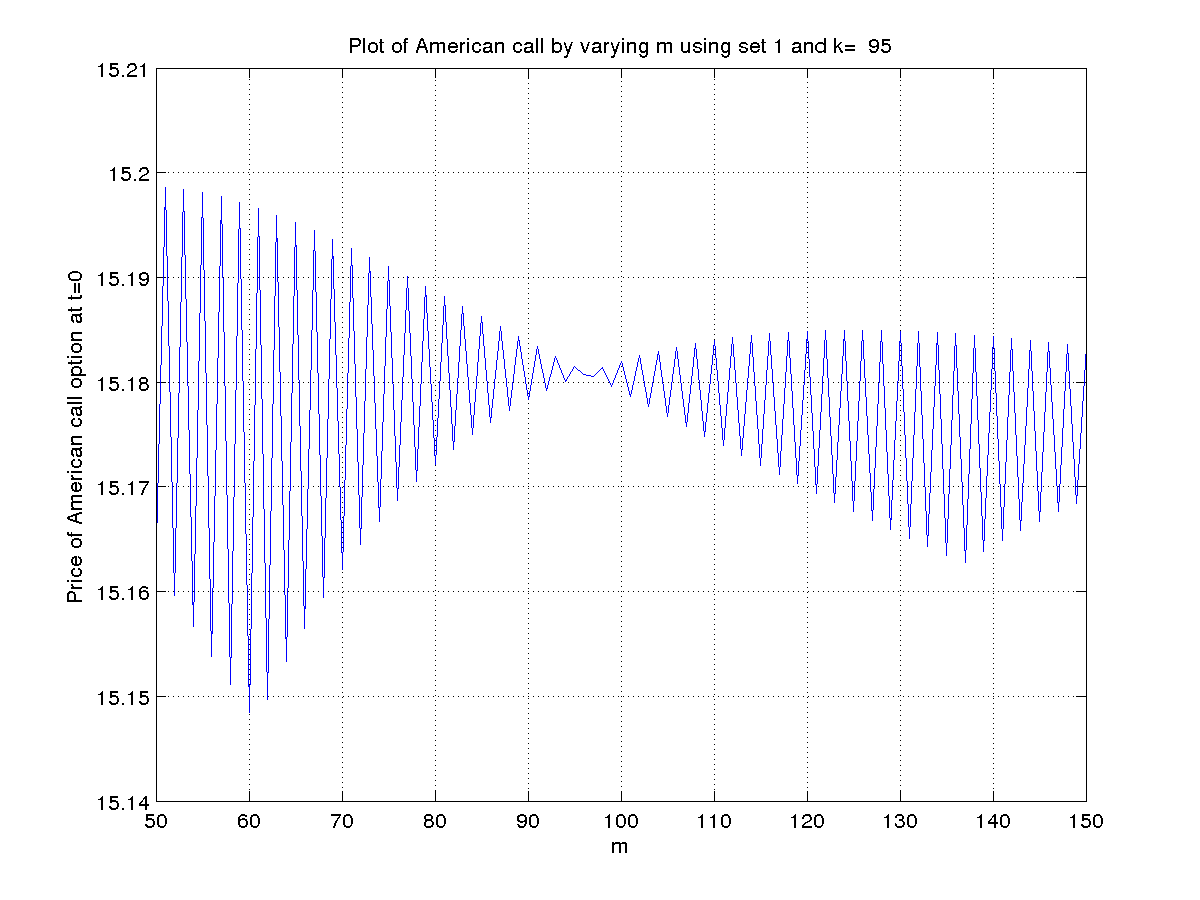 Plot of American call by varying m using set 1 and k=  95
15.21
15.2
15.19
15.18
15.17
15.16
15.15
15.14
Price of American call option at t=0
50 60 70 80 90 100 110 120 130 140 150
m